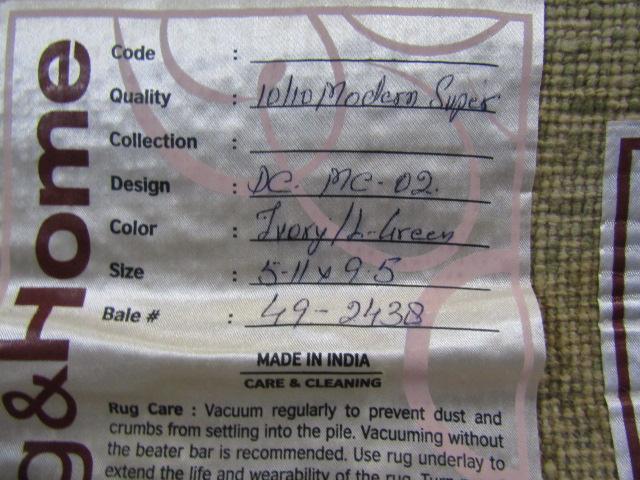 g&Home
Code :
Quality : 10/10 Modern Super
Collection :
Design : DC. MC-02.
Color : Ivory/L-Green
Size : 5-11 x 9-5
Bale # : 49-2438
MADE IN INDIA
CARE & CLEANING
Rug Care : Vacuum regularly to prevent dust and
crumbs from settling into the pile. Vacuuming without
the beater bar is recommended. Use rug underlay to
extend the life and wearability of the rug. Turn